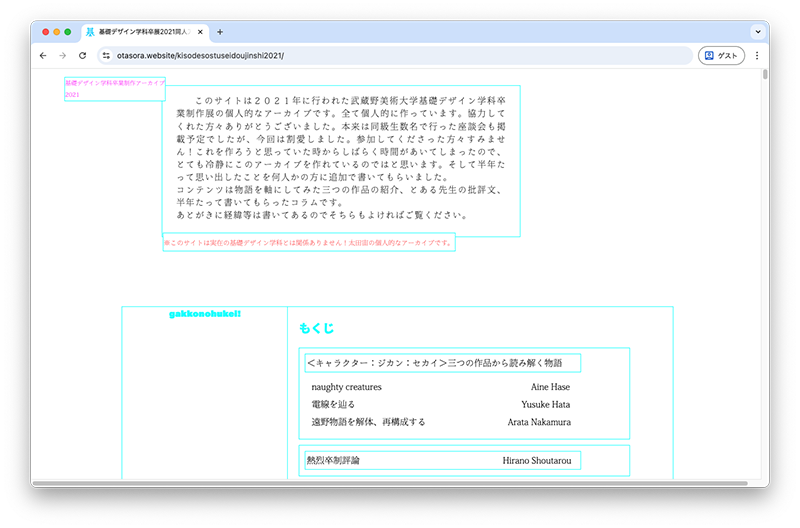 基礎デザイン学科卒展2021同人
otasora.website/kisodesostuseidoujinshi2021/
ゲスト
基礎デザイン学科卒業制作アーカイブ
2021
このサイトは２０２１年に行われた武蔵野美術大学基礎デザイン学科卒
業制作展の個人的なアーカイブです。全て個人的に作っています。協力して
くれた方々ありがとうございました。本来は同級生数名で行った座談会も掲
載予定でしたが、今回は割愛しました。参加してくださった方々すみませ
ん！これを作ろうと思っていた時からしばらく時間があいてしまったので、
とても冷静にこのアーカイブを作れているのではと思います。そして半年た
って思い出したことを何人かの方に追加で書いてもらいました。
コンテンツは物語を軸にしてみた三つの作品の紹介、とある先生の批評文、
半年たって書いてもらったコラムです。
あとがきに経緯等は書いてあるのでそちらもよければご覧ください。
※このサイトは実在の基礎デザイン学科とは関係ありません！太田宙の個人的なアーカイブです。
gakkonobukei!
もくじ
＜キャラクター：ジカン：セカイ＞三つの作品から読み解く物語
naughty creatures Aine Hase
電線を辿る Yusuke Hata
遠野物語を解体、再構成する Arata Nakamura
熱烈卒制評論 Hirano Shoutarou